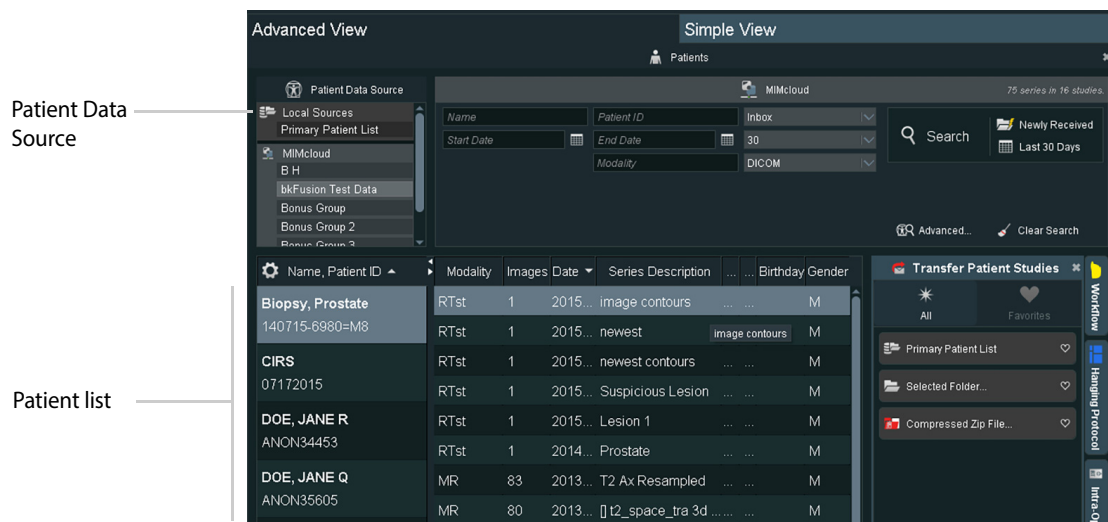 Advanced View
Simple View
Patients
Patient Data Source
Patient Data Source
MIMcloud
75 series in 16 studies.
Local Sources
Primary Patient List
MIMcloud
B H
bkFusion Test Data
Bonus Group
Bonus Group 2
Bonus Group 3
Name
Patient ID
Inbox
Start Date
End Date
30
Modality
DICOM
Search
Newly Received
Last 30 Days
Advanced...
Clear Search
Name, Patient ID
Modality Images Date Series Description ... ... Birthday Gender
Patient list
Biopsy, Prostate
140715-6980=M8
CIRS
07172015
DOE, JANE R
ANON34453
DOE, JANE Q
ANON35605
RTst 1 2015... image contours ... ... M
RTst 1 2015... newest M
image contours
RTst 1 2015... newest contours ... ... M
RTst 1 2015... Suspicious Lesion ... ... M
RTst 1 2015... Lesion 1 ... ... M
RTst 1 2014... Prostate ... ... M
MR 83 2013... T2 Ax Resampled ... ... M
MR 80 2013... [] t2_space_tra 3d ... ... M
Transfer Patient Studies
All
Favorites
Primary Patient List
Selected Folder...
Compressed Zip File...
Workflow
Hanging Protocol